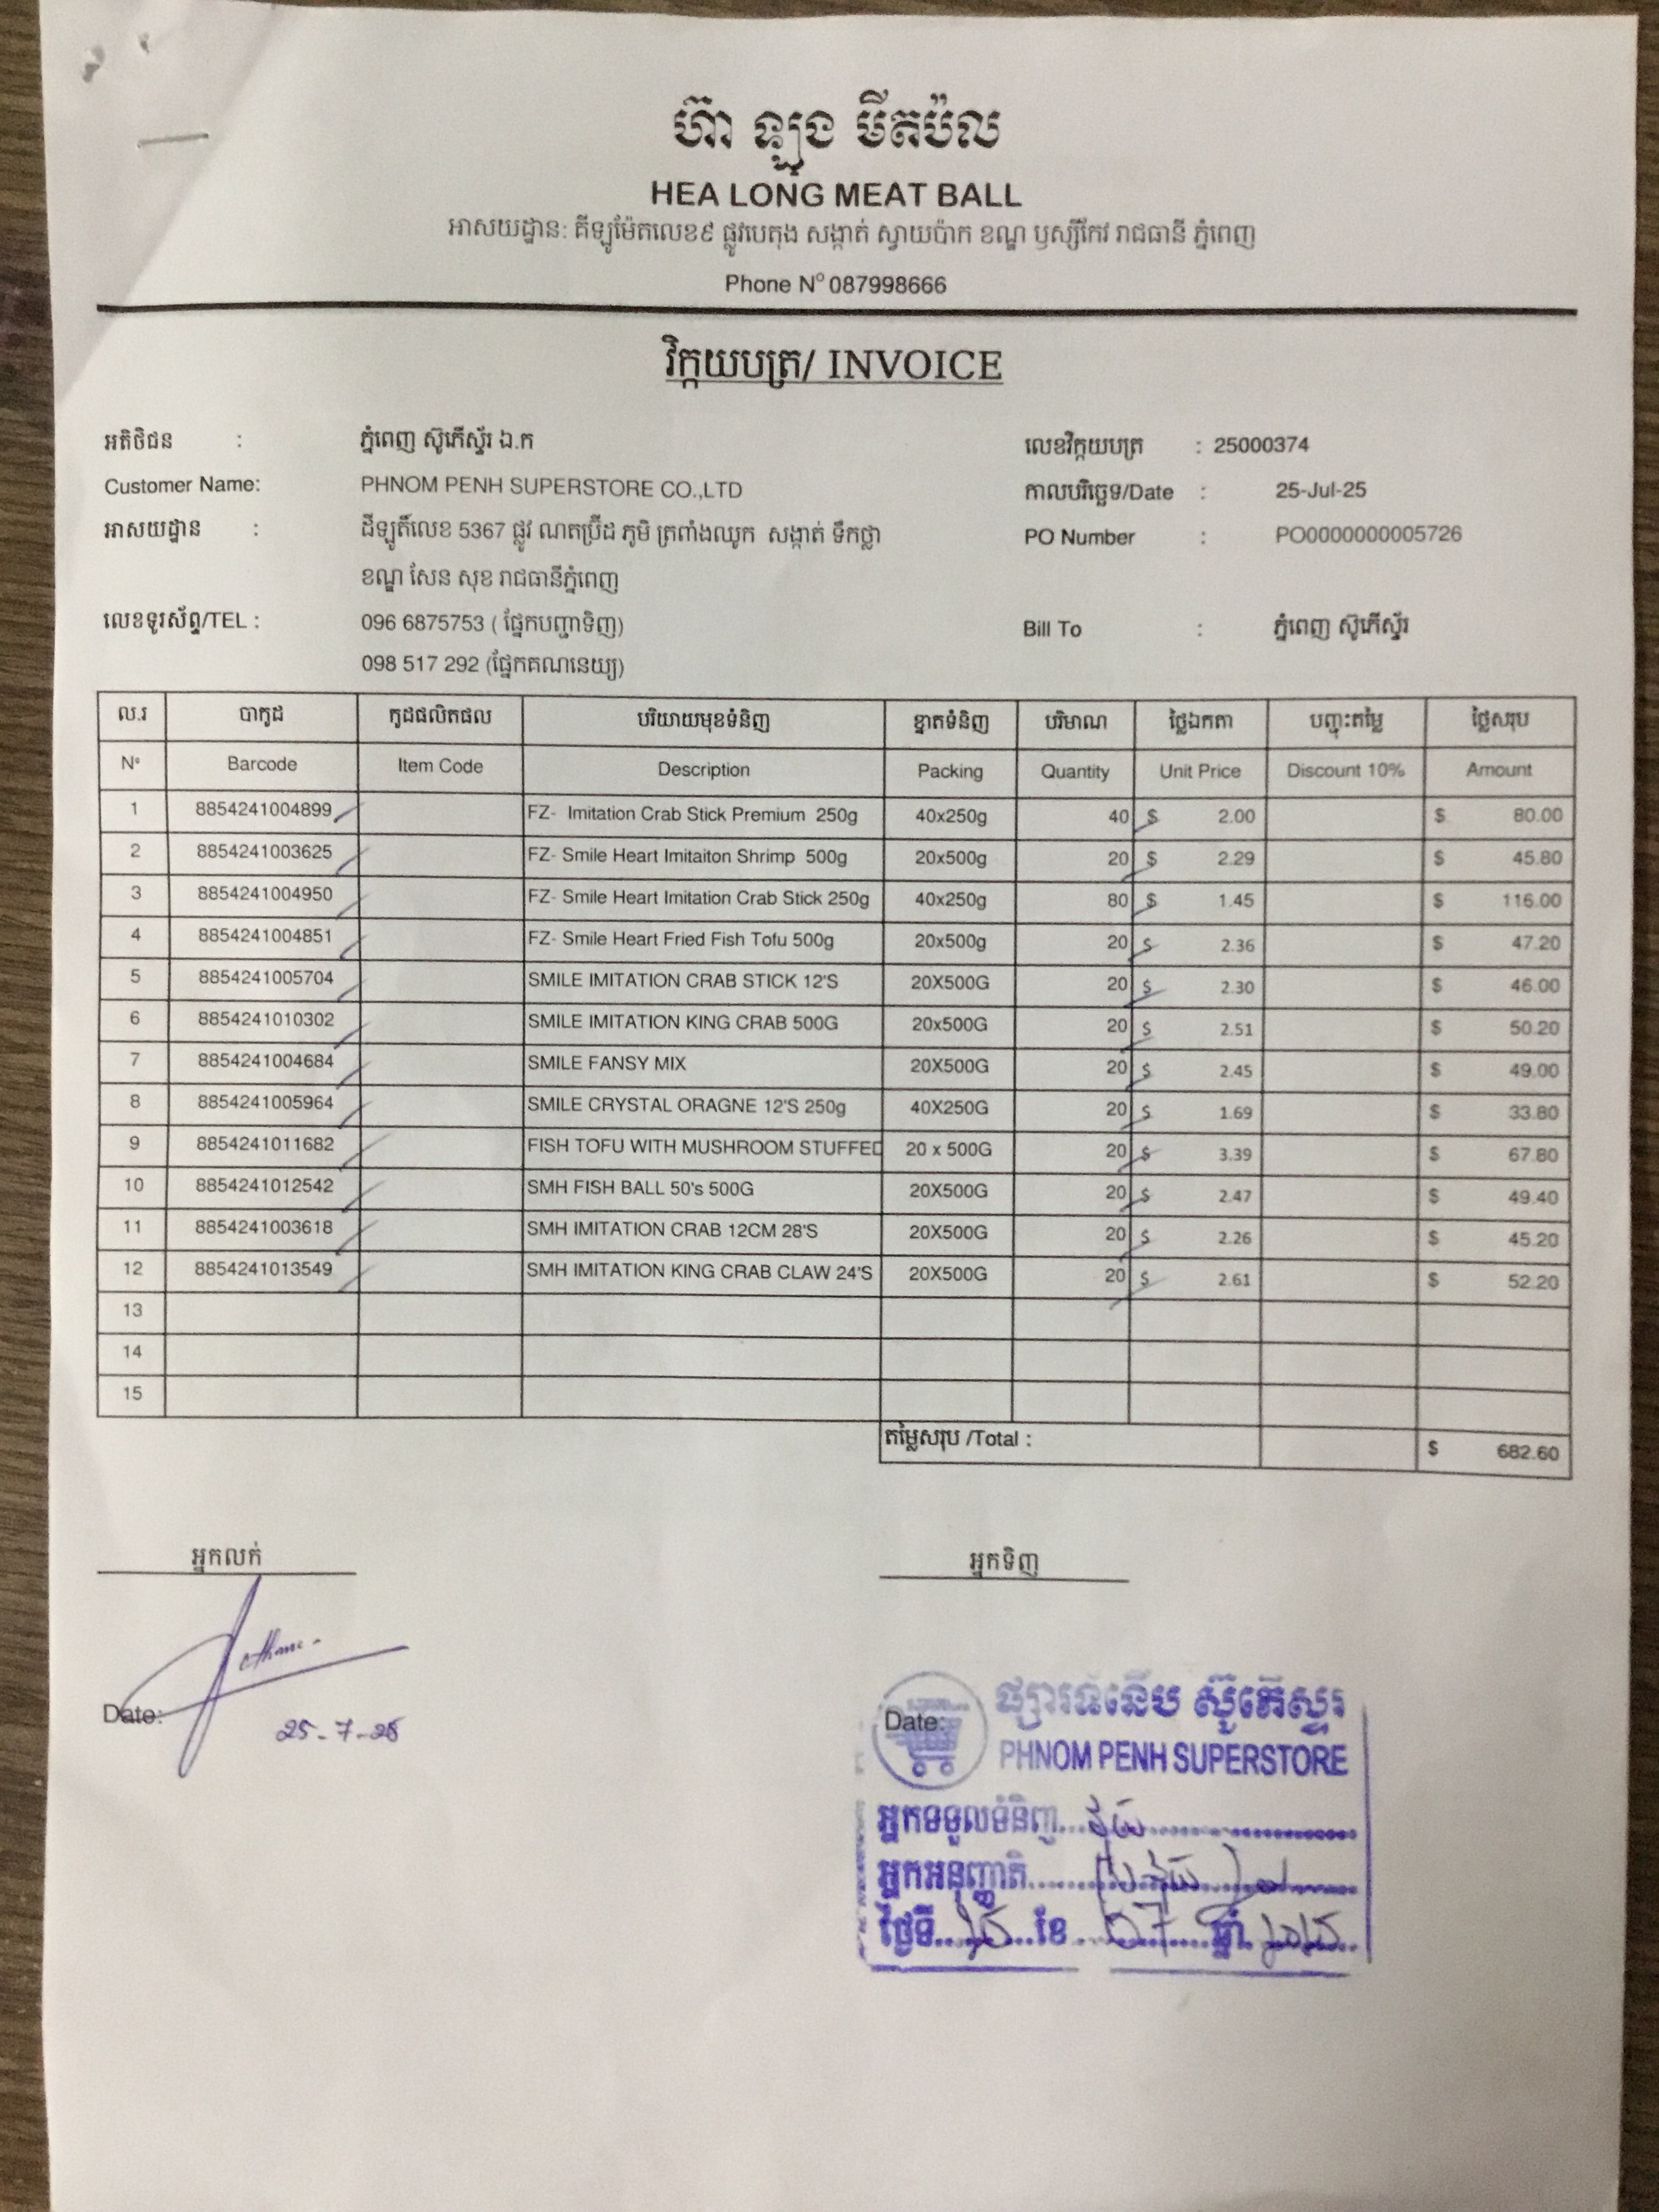 ហ៊ា ឡុង មីតប៉ល
HEA LONG MEAT BALL
អាសយដ្ឋាន: គីឡូម៉ែតលេខ៩ ផ្លូវបេតុង សង្កាត់ ស្វាយប៉ាក ខណ្ឌ ឫស្សីកែវ រាជធានី ភ្នំពេញ
Phone Nº 087998666
វិក្កយបត្រ/ INVOICE
អតិថិជន : ភ្នំពេញ ស៊ូភើស្ទ័រ ឯ.ក លេខវិក្កយបត្រ : 25000374
Customer Name: PHNOM PENH SUPERSTORE CO.,LTD កាលបរិច្ឆេទ/Date : 25-Jul-25
អាសយដ្ឋាន : ដីឡូតិ៍លេខ 5367 ផ្លូវ ណតប្រ៊ីដ ភូមិ ត្រពាំងឈូក សង្កាត់ ទឹកថ្លា PO Number : PO0000000005726
ខណ្ឌ សែន សុខ រាជធានីភ្នំពេញ
លេខទូរស័ព្ទ/TEL : 096 6875753 ( ផ្នែកបញ្ជាទិញ) Bill To : ភ្នំពេញ ស៊ូភើស្ទ័រ
098 517 292 (ផ្នែកគណនេយ្យ)
ល.រ បាកូដ កូដផលិតផល បរិយាយមុខទំនិញ ខ្នាតទំនិញ បរិមាណ ថ្លៃឯកតា បញ្ចុះតម្លៃ ថ្លៃសរុប
Nº Barcode Item Code Description Packing Quantity Unit Price Discount 10% Amount
1 8854241004899 FZ- Imitation Crab Stick Premium 250g 40x250g 40 $ 2.00 $ 80.00
2 8854241003625 FZ- Smile Heart Imitaiton Shrimp 500g 20x500g 20 $ 2.29 $ 45.80
3 8854241004950 FZ- Smile Heart Imitation Crab Stick 250g 40x250g 80 $ 1.45 $ 116.00
4 8854241004851 FZ- Smile Heart Fried Fish Tofu 500g 20x500g 20 $ 2.36 $ 47.20
5 8854241005704 SMILE IMITATION CRAB STICK 12'S 20X500G 20 $ 2.30 $ 46.00
6 8854241010302 SMILE IMITATION KING CRAB 500G 20x500G 20 $ 2.51 $ 50.20
7 8854241004684 SMILE FANSY MIX 20X500G 20 $ 2.45 $ 49.00
8 8854241005964 SMILE CRYSTAL ORAGNE 12'S 250g 40X250G 20 $ 1.69 $ 33.80
9 8854241011682 FISH TOFU WITH MUSHROOM STUFFED 20 x 500G 20 $ 3.39 $ 67.80
10 8854241012542 SMH FISH BALL 50's 500G 20X500G 20 $ 2.47 $ 49.40
11 8854241003618 SMH IMITATION CRAB 12CM 28'S 20X500G 20 $ 2.26 $ 45.20
12 8854241013549 SMH IMITATION KING CRAB CLAW 24'S 20X500G 20 $ 2.61 $ 52.20
13
14
15
តម្លៃសរុប /Total : $ 682.60
អ្នកលក់ អ្នកទិញ
Date: 25-7-25
Date:
ផ្សារទំនើប ស៊ូភើស្ទ័រ
PHNOM PENH SUPERSTORE
អ្នកទទួលទំនិញ
អ្នកអនុញ្ញាតិ
ថ្ងៃទី 25 ខែ 07 ឆ្នាំ 2025